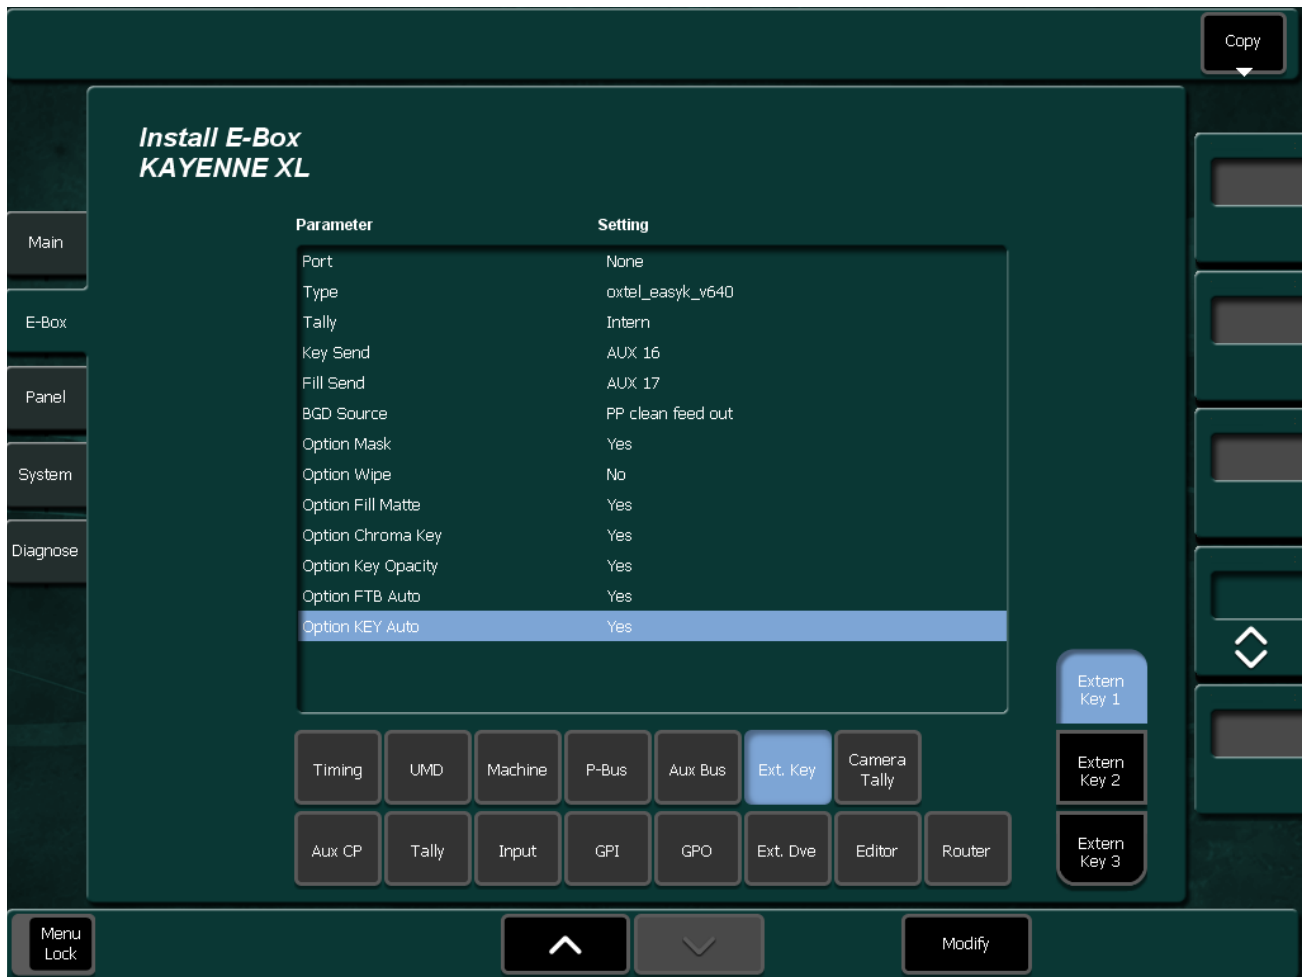 Copy
Install E-Box
KAYENNE XL
Parameter Setting
Main
E-Box
Panel
System
Diagnose
Port None
Type oxtel_easyk_v640
Tally Intern
Key Send AUX 16
Fill Send AUX 17
BGD Source PP clean feed out
Option Mask Yes
Option Wipe No
Option Fill Matte Yes
Option Chroma Key Yes
Option Key Opacity Yes
Option FTB Auto Yes
Option KEY Auto Yes
Extern
Key 1
Extern
Key 2
Extern
Key 3
Timing UMD Machine P-Bus Aux Bus Ext. Key Camera
Tally
Aux CP Tally Input GPI GPO Ext. Dve Editor Router
Menu
Lock
Modify